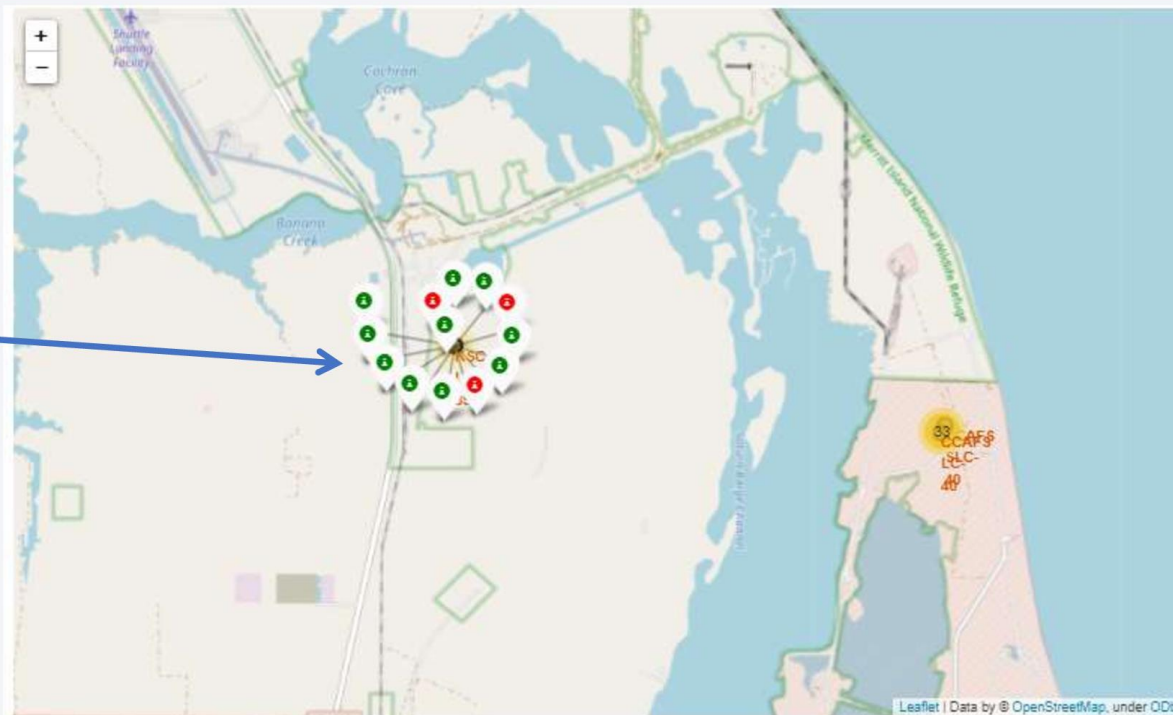 +
−
Shuttle
Landing
Facility
Cochran
Cove
Merritt Island National Wildlife Refuge
Banana
Creek
KSC
33
CCAFS
SLC-
40
Leaflet | Data by © OpenStreetMap, under